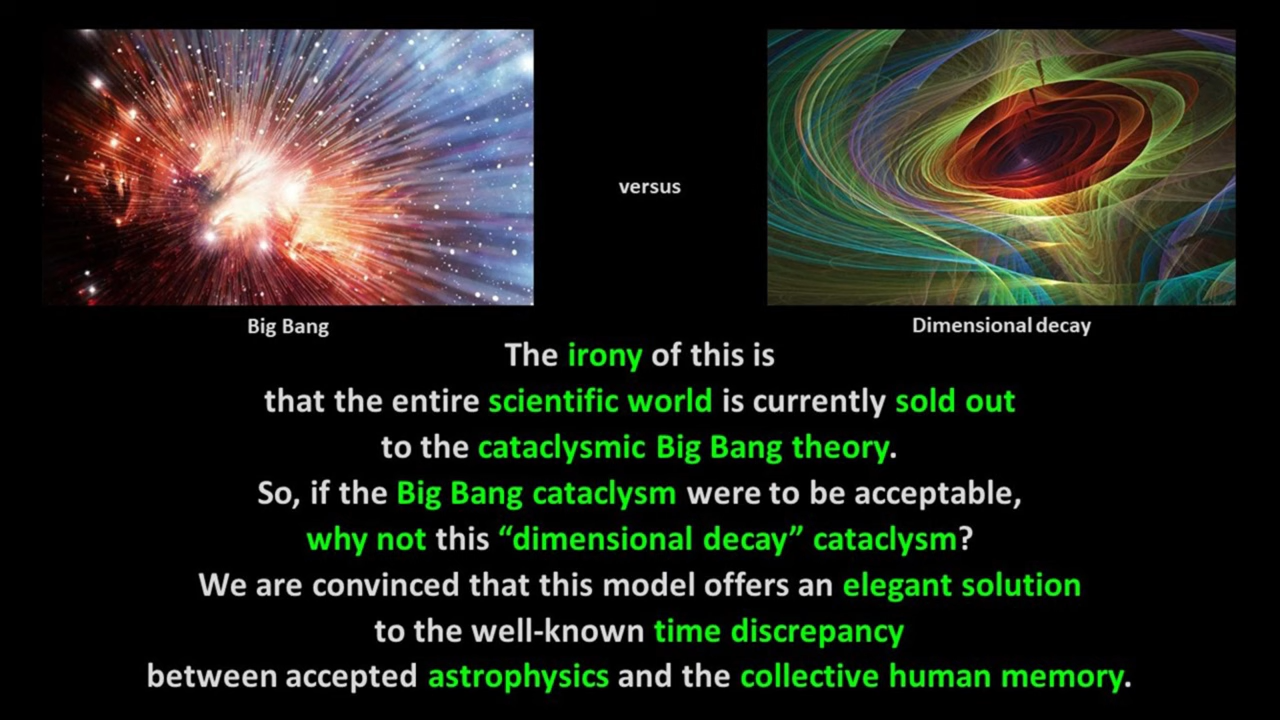 versus
Big Bang
Dimensional decay
The irony of this is
that the entire scientific world is currently sold out
to the cataclysmic Big Bang theory.
So, if the Big Bang cataclysm were to be acceptable,
why not this “dimensional decay” cataclysm?
We are convinced that this model offers an elegant solution
to the well-known time discrepancy
between accepted astrophysics and the collective human memory.